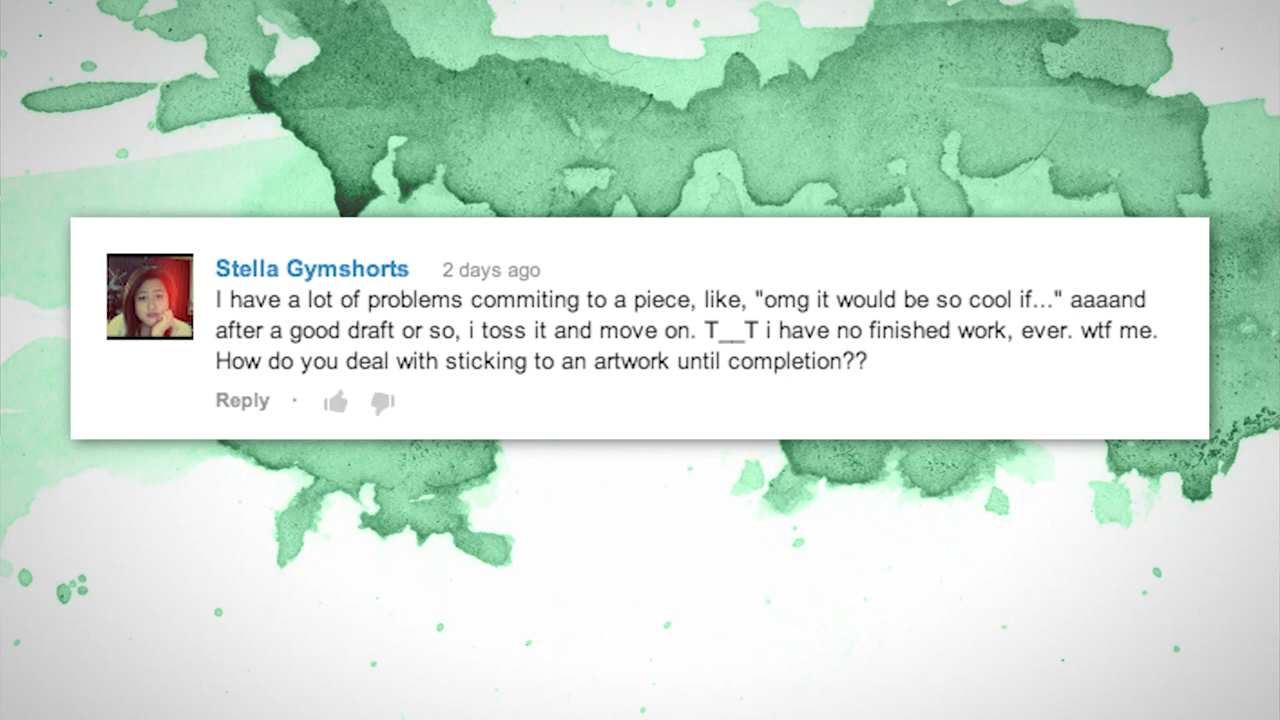 Stella Gymshorts 2 days ago
I have a lot of problems commiting to a piece, like, "omg it would be so cool if..." aaaand
after a good draft or so, i toss it and move on. T__T i have no finished work, ever. wtf me.
How do you deal with sticking to an artwork until completion??
Reply ·